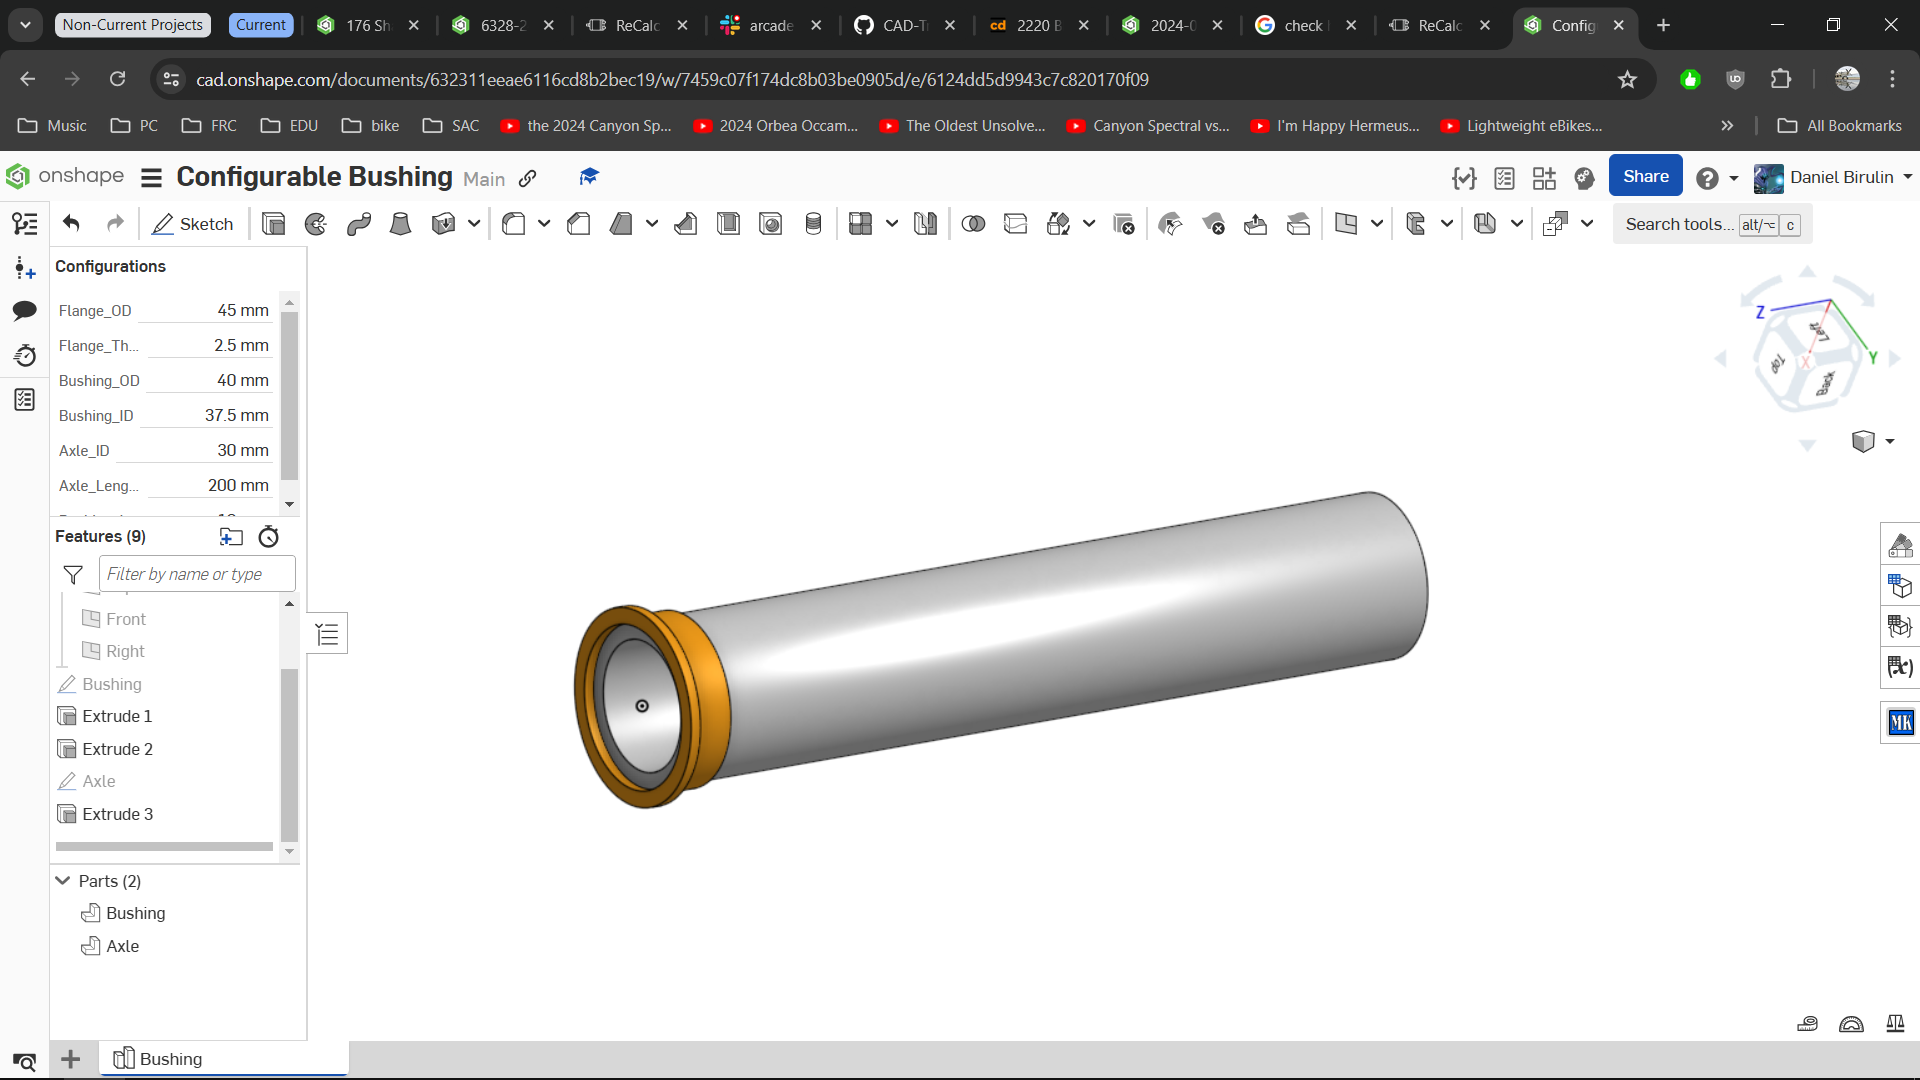 Non-Current Projects
Current
176 Sh
6328-2
ReCalc
arcade
CAD-T
cd
2220 B
2024-0
check
ReCalc
Config
cad.onshape.com/documents/632311eeae6116cd8b2bec19/w/7459c07f174dc8b03be0905d/e/6124dd5d9943c7c820170f09
Music
PC
FRC
EDU
bike
SAC
the 2024 Canyon Sp...
2024 Orbea Occam...
The Oldest Unsolve...
Canyon Spectral vs...
I'm Happy Hermeus...
Lightweight eBikes...
All Bookmarks
onshape
Configurable Bushing Main
Share
Daniel Birulin
Sketch
Search tools... alt/⌥ c
Configurations
Flange_OD 45 mm
Flange_Th... 2.5 mm
Bushing_OD 40 mm
Bushing_ID 37.5 mm
Axle_ID 30 mm
Axle_Leng... 200 mm
Features (9)
Filter by name or type
Front
Right
Bushing
Extrude 1
Extrude 2
Axle
Extrude 3
Parts (2)
Bushing
Axle
Z
Y
X
Left
Top
Back
MK
Bushing